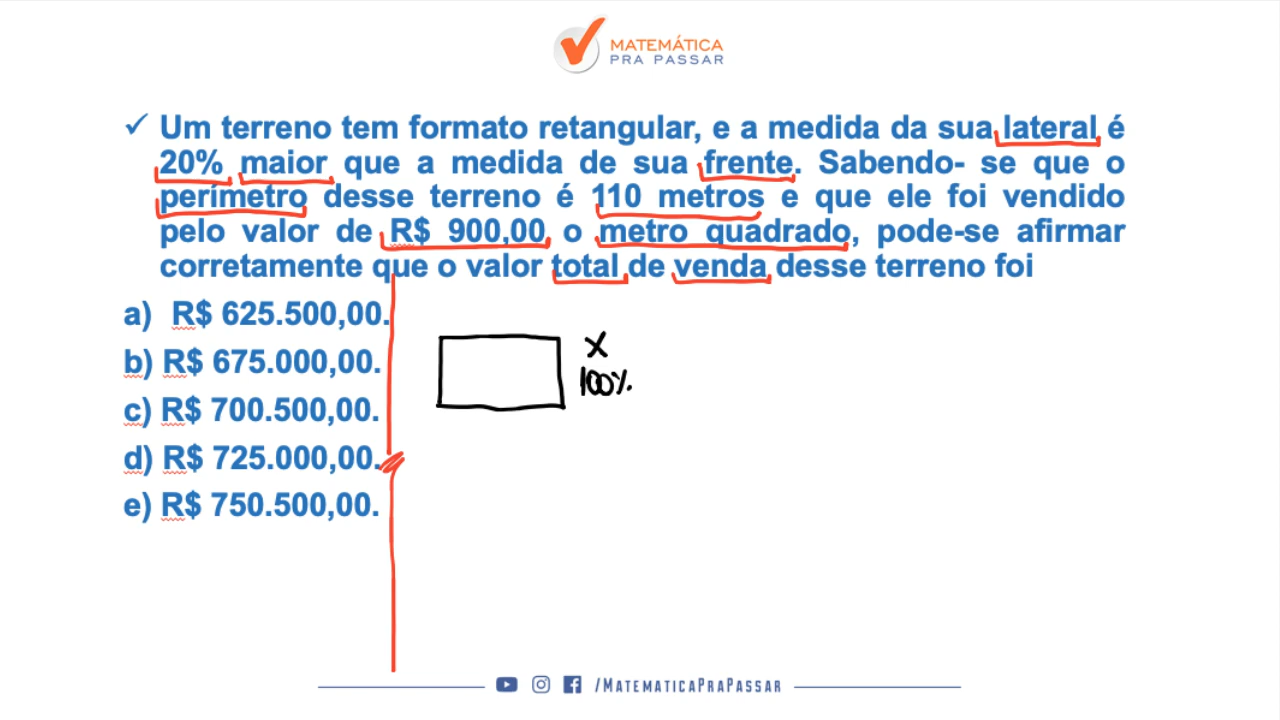 MATEMÁTICA
PRA PASSAR
✓ Um terreno tem formato retangular, e a medida da sua lateral é
20% maior que a medida de sua frente. Sabendo- se que o
perímetro desse terreno é 110 metros e que ele foi vendido
pelo valor de R$ 900,00 o metro quadrado, pode-se afirmar
corretamente que o valor total de venda desse terreno foi
a) R$ 625.500,00.
b) R$ 675.000,00.
c) R$ 700.500,00.
d) R$ 725.000,00.
e) R$ 750.500,00.
X
100%
/MATEMATICAPRAPASSAR